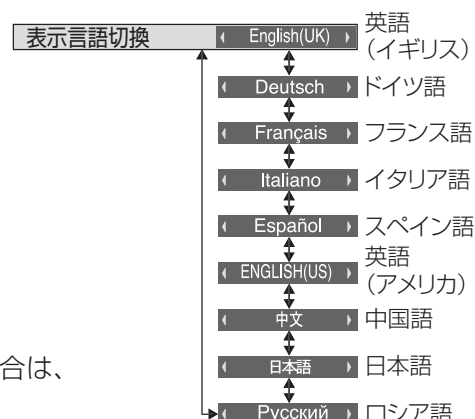 表示言語切換 English(UK) 英語
（イギリス）
Deutsch ドイツ語
Français フランス語
Italiano イタリア語
Español スペイン語
ENGLISH(US) 英語
（アメリカ）
中文 中国語
合は、
日本語 日本語
Русский ロシア語